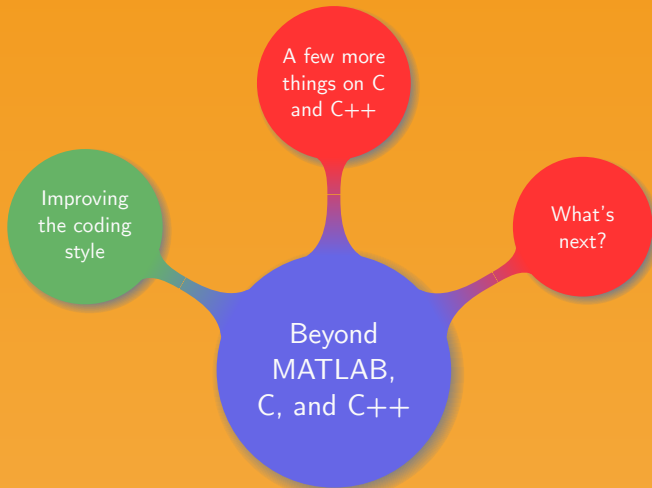 A few more
things on C
and C++
Improving
the coding
style
What's
next?
Beyond
MATLAB,
C, and C++